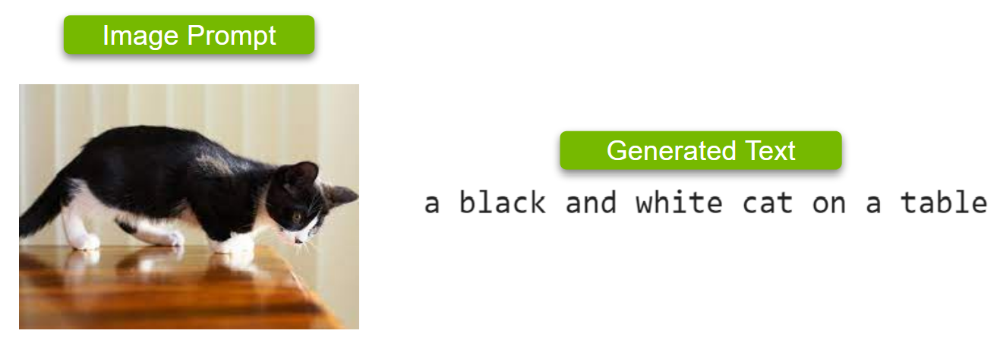 Image Prompt
Generated Text
a black and white cat on a table